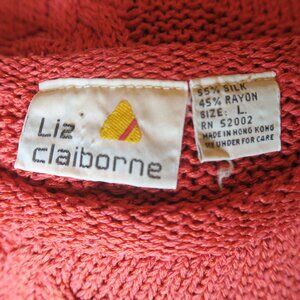 Liz
claiborne
55% SILK
45% RAYON
SIZE: L.
RN 52002
MADE IN HONG KONG
UNDER FOR CARE